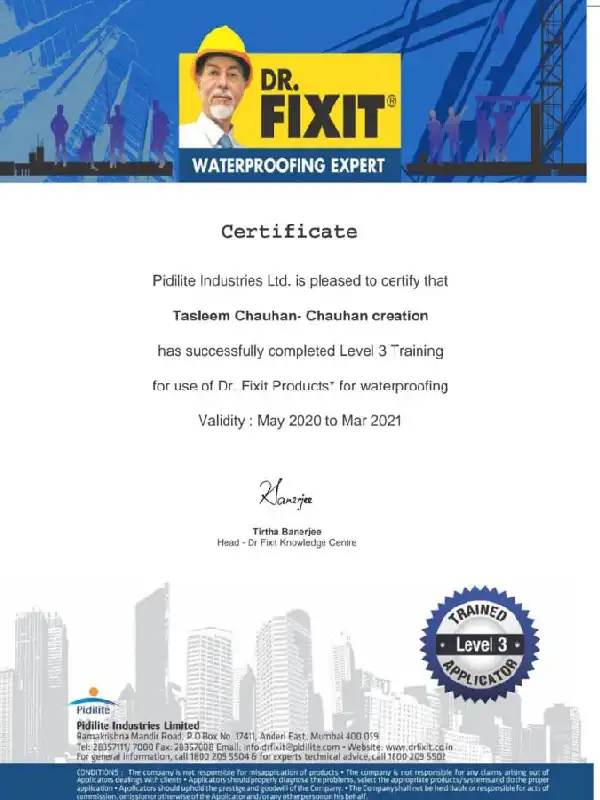 DR.
FIXIT®
WATERPROOFING EXPERT
Certificate
Pidilite Industries Ltd. is pleased to certify that
Tasleem Chauhan- Chauhan creation
has successfully completed Level 3 Training
for use of Dr. Fixit Products* for waterproofing
Validity : May 2020 to Mar 2021
Banerjee
Tirtha Banerjee
Head - Dr Fixit Knowledge Centre
TRAINED
Level 3
APPLICATOR
Pidilite
Pidilite Industries Limited
Ramakrishna Mandir Road, P.O Box No. 17411, Anderi East, Mumbai 400 059
Tel: 28357111/ 7000 Fax: 28357008 Email: info.drfixit@pidilite.com • Website: www.drfixit.co.in
For general information, call 1800 209 5504 & for experts technical advice, call 1800 209 5502
CONDITIONS : The company is not responsible for misapplication of products • The company is not responsible for any claims arising out of
Applicators dealings with clients • Applicators should properly diagnose the problems, select the appropriate products/ systems and do the proper
application • Applicators should uphold the prestige and goodwill of the Company. • The Company shall not be held liable or responsible for acts of
commission, omission or otherwise of the Applicator and/or any other person on his behalf.